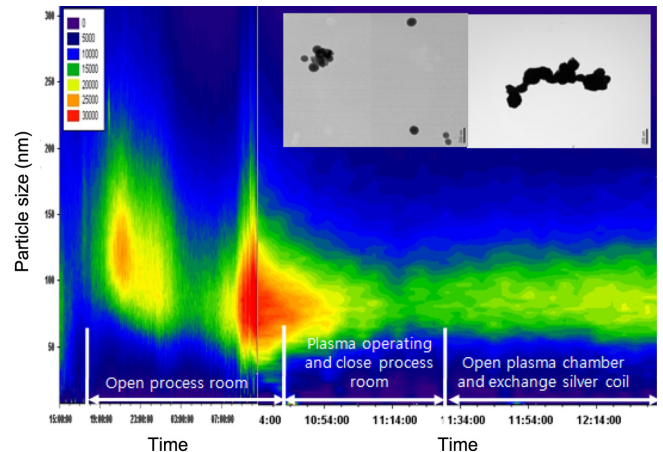 0
5000
10000
15000
20000
25000
30000
300
250
200
150
100
50
Particle size (nm)
Open process room
Plasma operating
and close process
room
Open plasma chamber
and exchange silver coil
15:00:00 19:00:00 22:00:00 03:00:00 07:00:00 4:00 10:54:00 11:14:00 11:34:00 11:54:00 12:14:00
Time Time